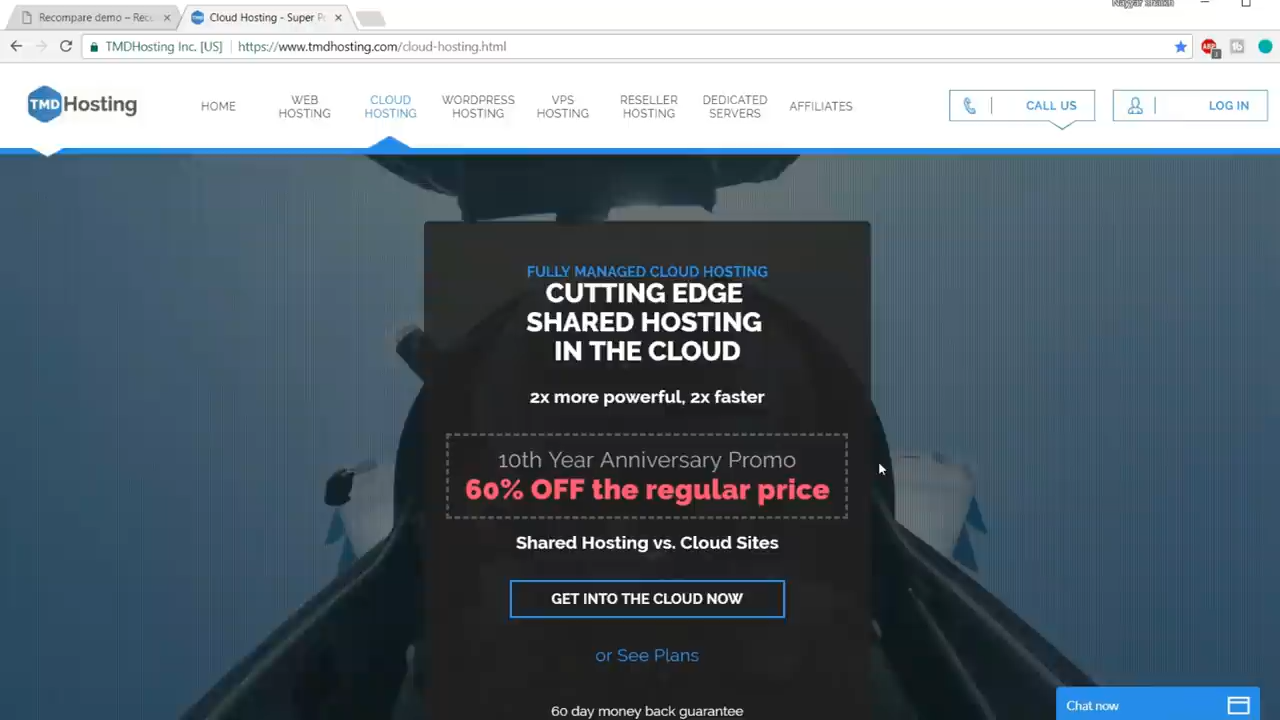 Recompare demo – Recu
Cloud Hosting - Super Pr
TMDHosting Inc. [US]
https://www.tmdhosting.com/cloud-hosting.html
TMDHosting
HOME
WEB
HOSTING
CLOUD
HOSTING
WORDPRESS
HOSTING
VPS
HOSTING
RESELLER
HOSTING
DEDICATED
SERVERS
AFFILIATES
CALL US
LOG IN
FULLY MANAGED CLOUD HOSTING
CUTTING EDGE
SHARED HOSTING
IN THE CLOUD
2x more powerful, 2x faster
10th Year Anniversary Promo
60% OFF the regular price
Shared Hosting vs. Cloud Sites
GET INTO THE CLOUD NOW
or See Plans
60 day money back guarantee
Chat now